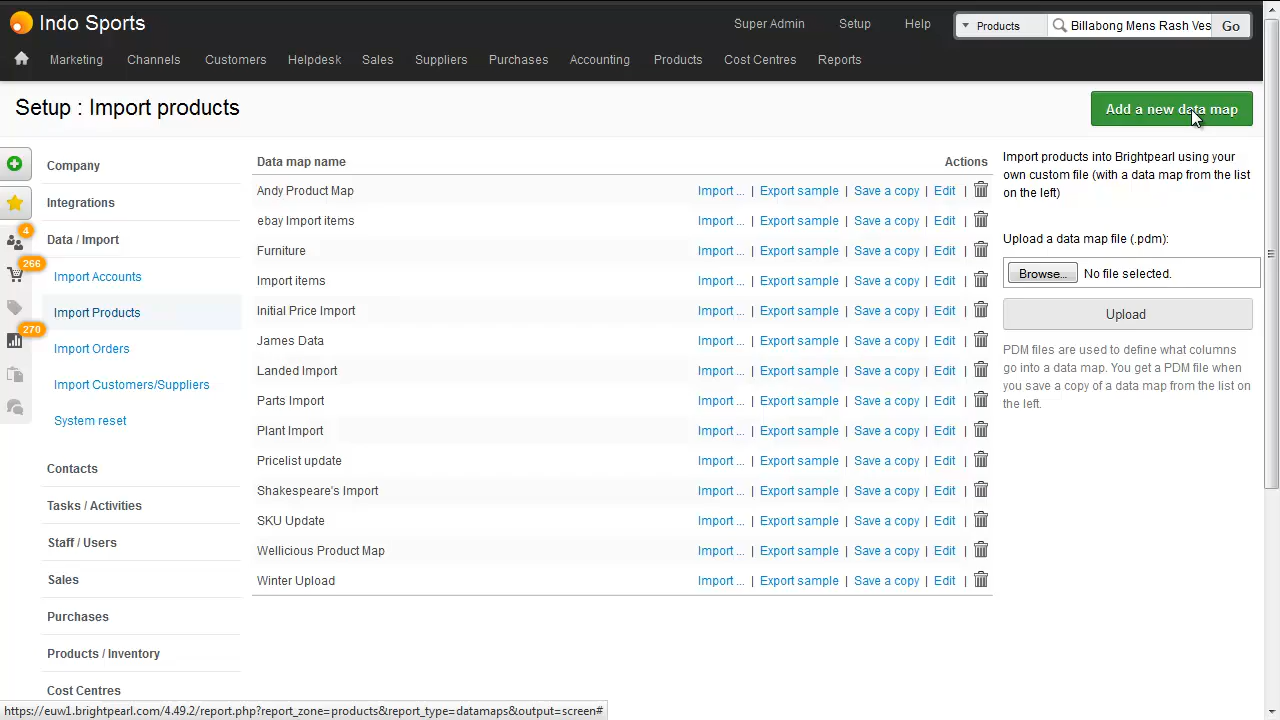 Indo Sports
Super Admin
Setup
Help
Products
Billabong Mens Rash Ves
Go
Marketing
Channels
Customers
Helpdesk
Sales
Suppliers
Purchases
Accounting
Products
Cost Centres
Reports
Setup : Import products
Add a new data map
4
266
270
Company
Integrations
Data / Import
Import Accounts
Import Products
Import Orders
Import Customers/Suppliers
System reset
Contacts
Tasks / Activities
Staff / Users
Sales
Purchases
Products / Inventory
Cost Centres
Data map name Actions
Andy Product Map Import ... | Export sample | Save a copy | Edit |
ebay Import items Import ... | Export sample | Save a copy | Edit |
Furniture Import ... | Export sample | Save a copy | Edit |
Import items Import ... | Export sample | Save a copy | Edit |
Initial Price Import Import ... | Export sample | Save a copy | Edit |
James Data Import ... | Export sample | Save a copy | Edit |
Landed Import Import ... | Export sample | Save a copy | Edit |
Parts Import Import ... | Export sample | Save a copy | Edit |
Plant Import Import ... | Export sample | Save a copy | Edit |
Pricelist update Import ... | Export sample | Save a copy | Edit |
Shakespeare's Import Import ... | Export sample | Save a copy | Edit |
SKU Update Import ... | Export sample | Save a copy | Edit |
Wellicious Product Map Import ... | Export sample | Save a copy | Edit |
Winter Upload Import ... | Export sample | Save a copy | Edit |
Import products into Brightpearl using your
own custom file (with a data map from the list
on the left)
Upload a data map file (.pdm):
Browse... No file selected.
Upload
PDM files are used to define what columns
go into a data map. You get a PDM file when
you save a copy of a data map from the list on
the left.
https://euw1.brightpearl.com/4.49.2/report.php?report_zone=products&report_type=datamaps&output=screen#